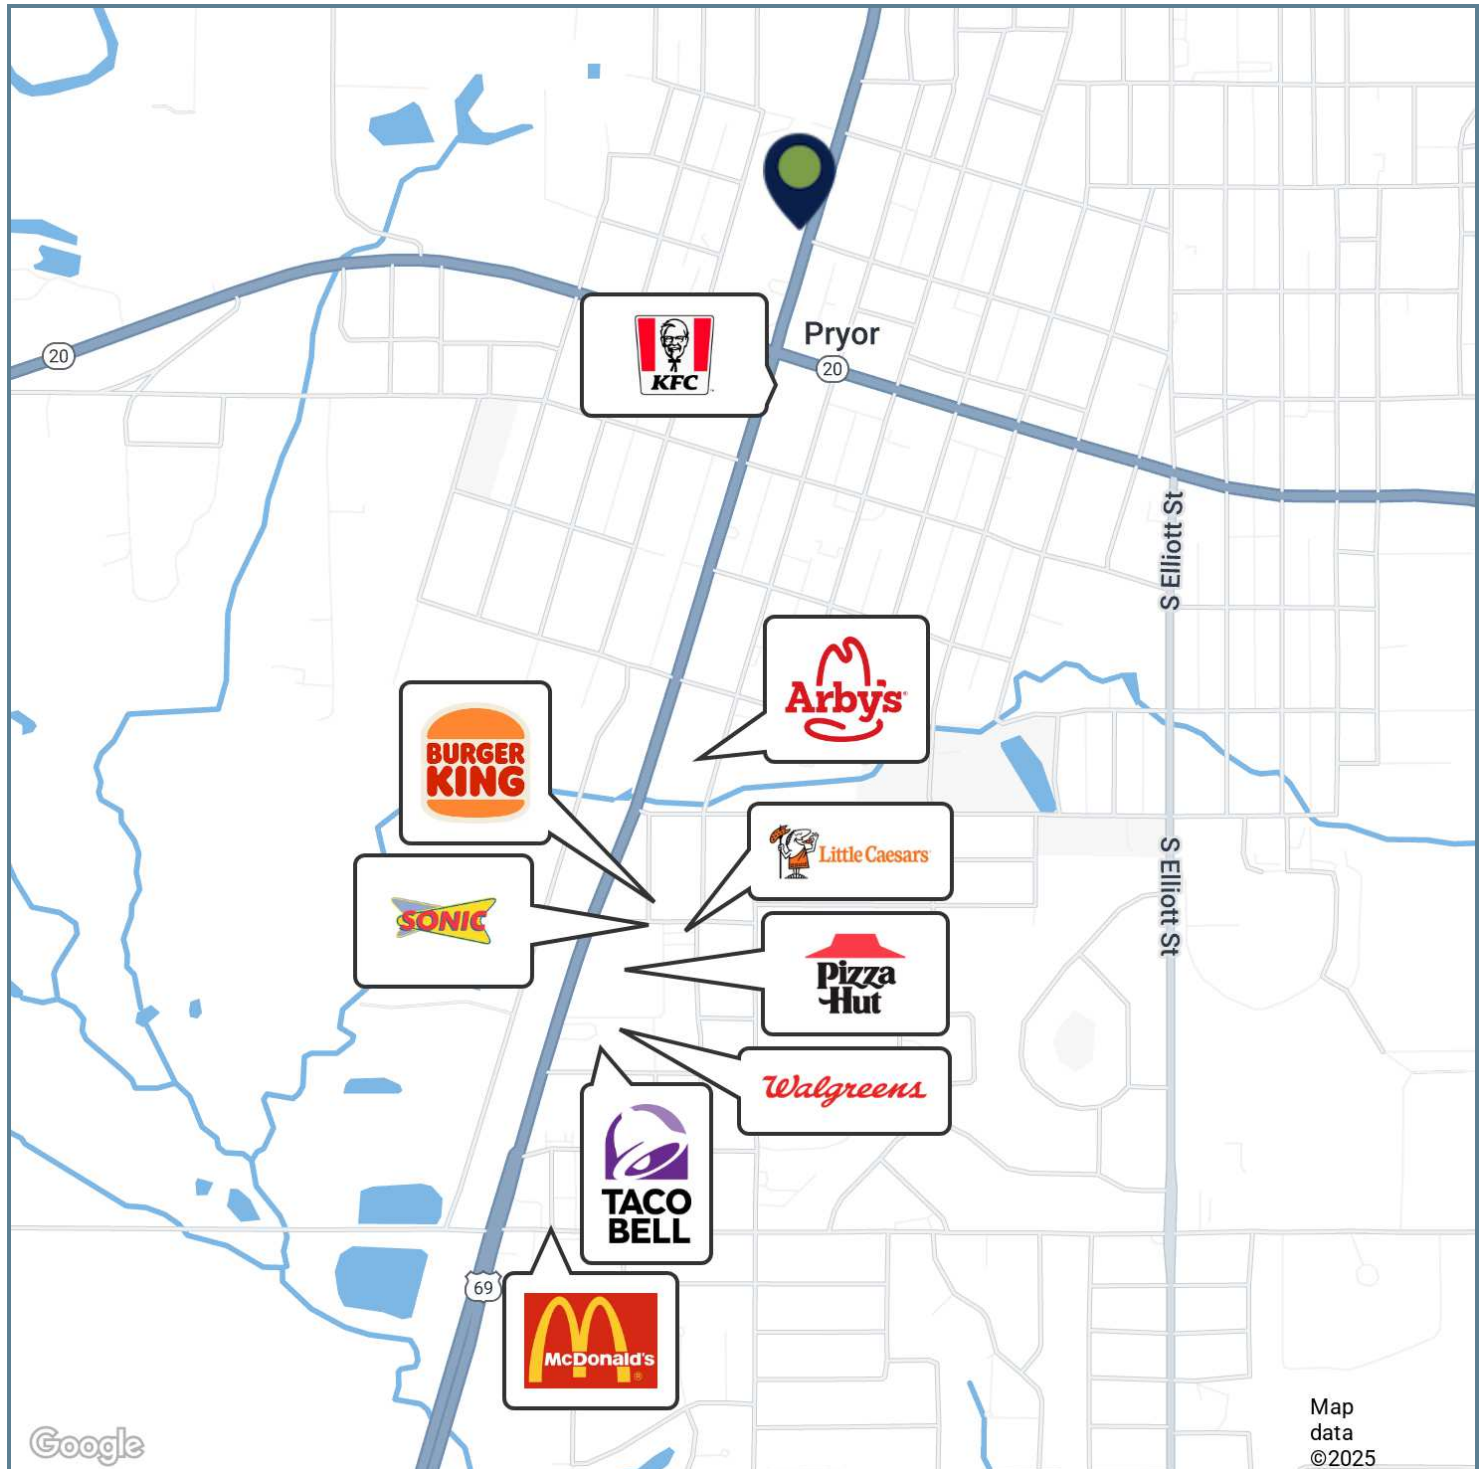 20
KFC
Pryor
20
S Elliott St
Arby's
BURGER
KING
Little Caesars
SONIC
S Elliott St
Pizza
Hut
Walgreens
TACO
BELL
69
McDonald's
Google
Map
data
©2025